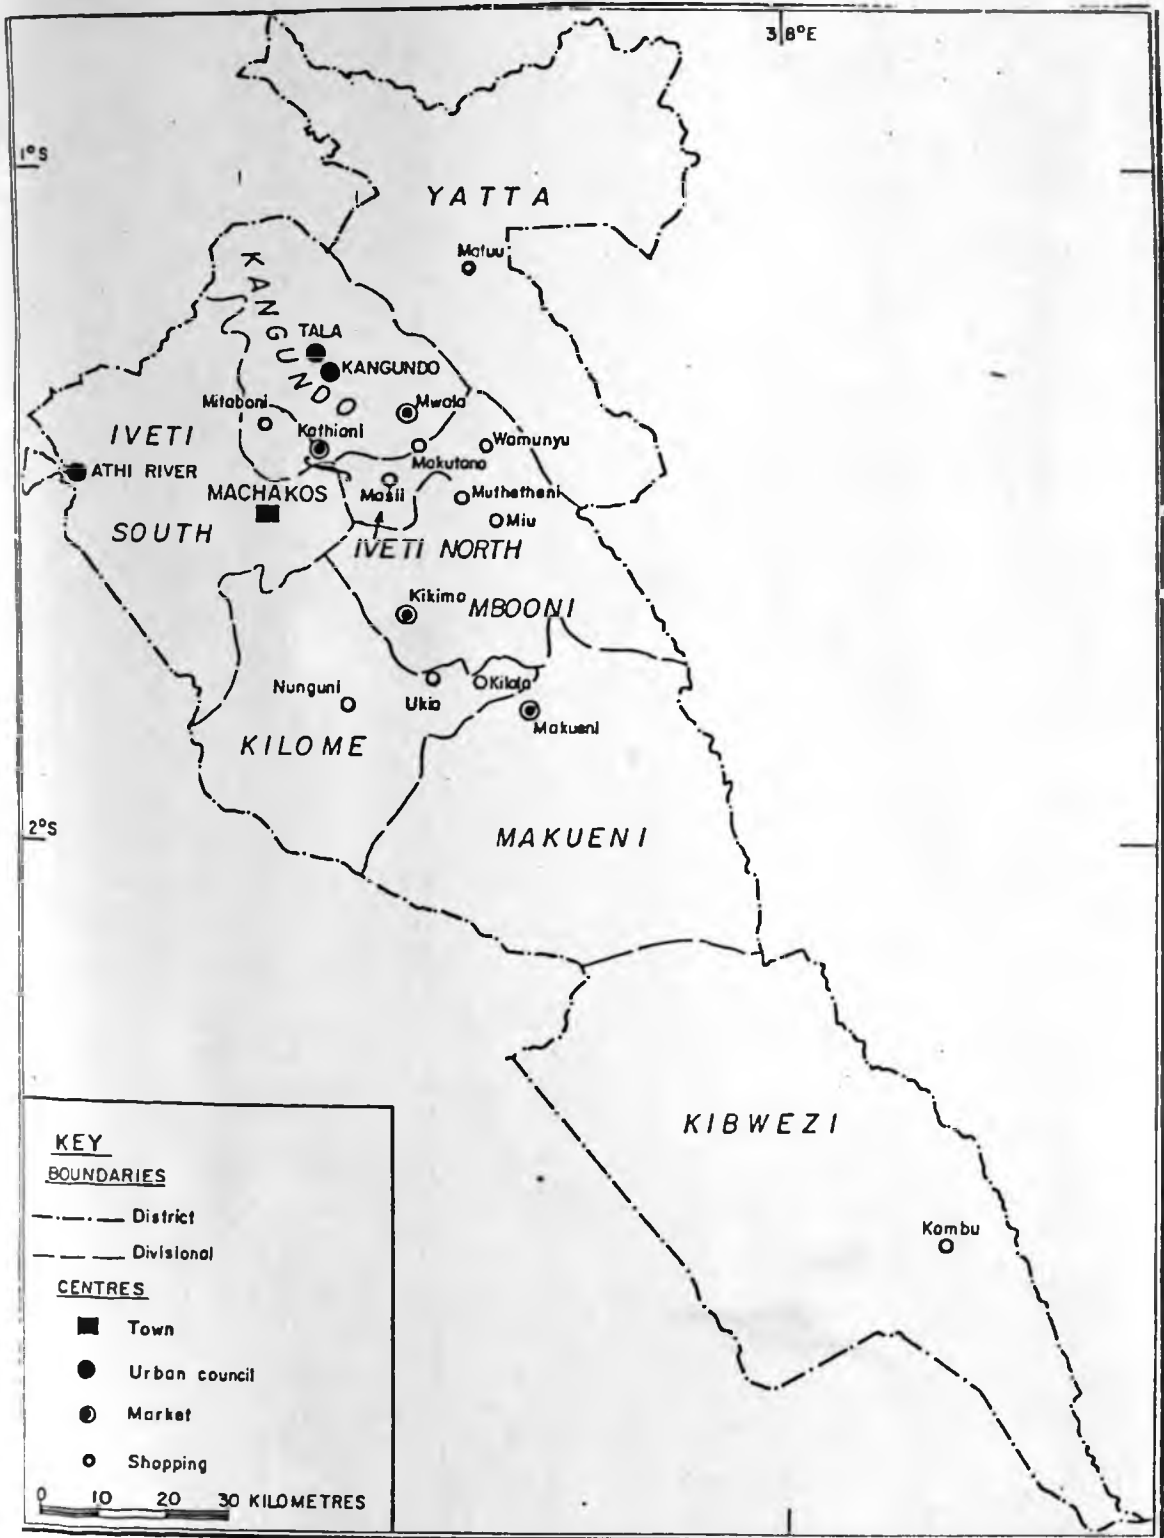 38°E
1°S
YATTA
Matuu
KANGUNDO
TALA
KANGUNDO
Mitaboni
Mwala
IVETI
Kathiani
Wamunyu
ATHI RIVER
Makutano
MACHAKOS
Masii
Muthetheni
SOUTH
Miu
IVETI NORTH
Kikima
MBOONI
Nunguni
Ukia
Kilala
Makueni
KILOME
2°S
MAKUENI
KIBWEZI
Kambu
KEY
BOUNDARIES
District
Divisional
CENTRES
Town
Urban council
Market
Shopping
0 10 20 30 KILOMETRES